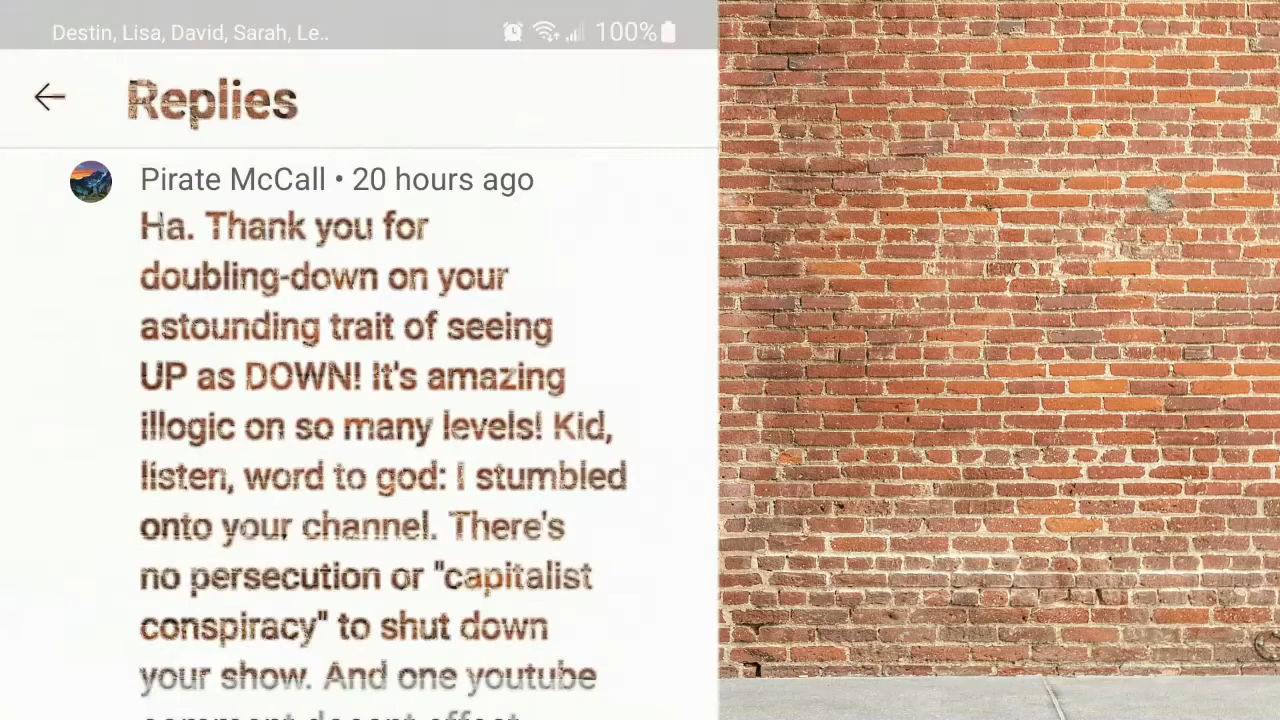 Destin, Lisa, David, Sarah, Le..
100%
Replies
Pirate McCall • 20 hours ago
Ha. Thank you for
doubling-down on your
astounding trait of seeing
UP as DOWN! It's amazing
illogic on so many levels! Kid,
listen, word to god: I stumbled
onto your channel. There's
no persecution or "capitalist
conspiracy" to shut down
your show. And one youtube